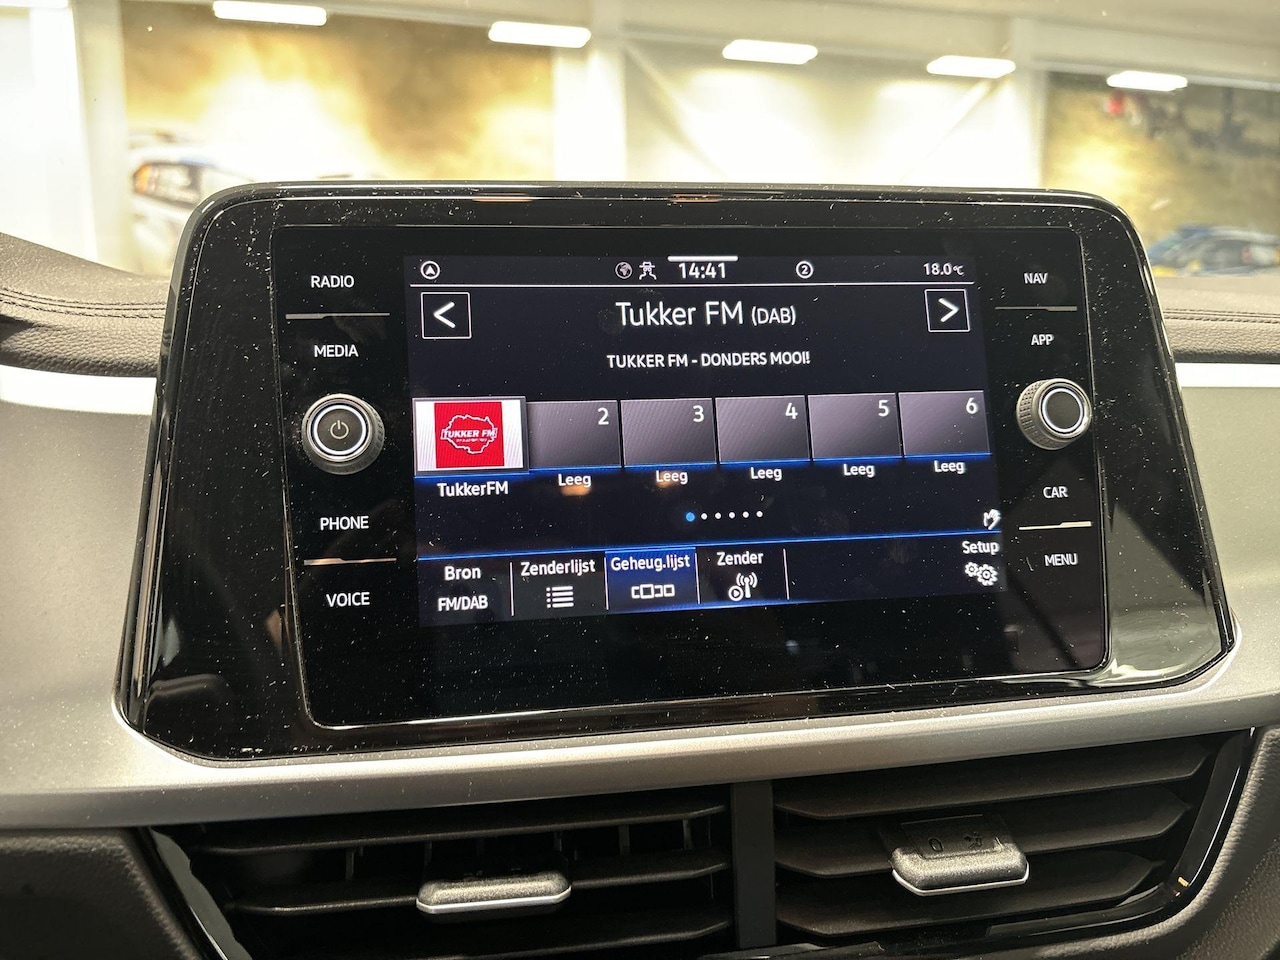 RADIO
MEDIA
PHONE
VOICE
14:41
2
18.0°C
<
Tukker FM (DAB)
>
TUKKER FM - DONDERS MOOI!
TUKKER FM
2
3
4
5
6
TukkerFM
Leeg
Leeg
Leeg
Leeg
Leeg
Bron
FM/DAB
Zenderlijst
Geheug.lijst
Zender
Setup
NAV
APP
CAR
MENU
0